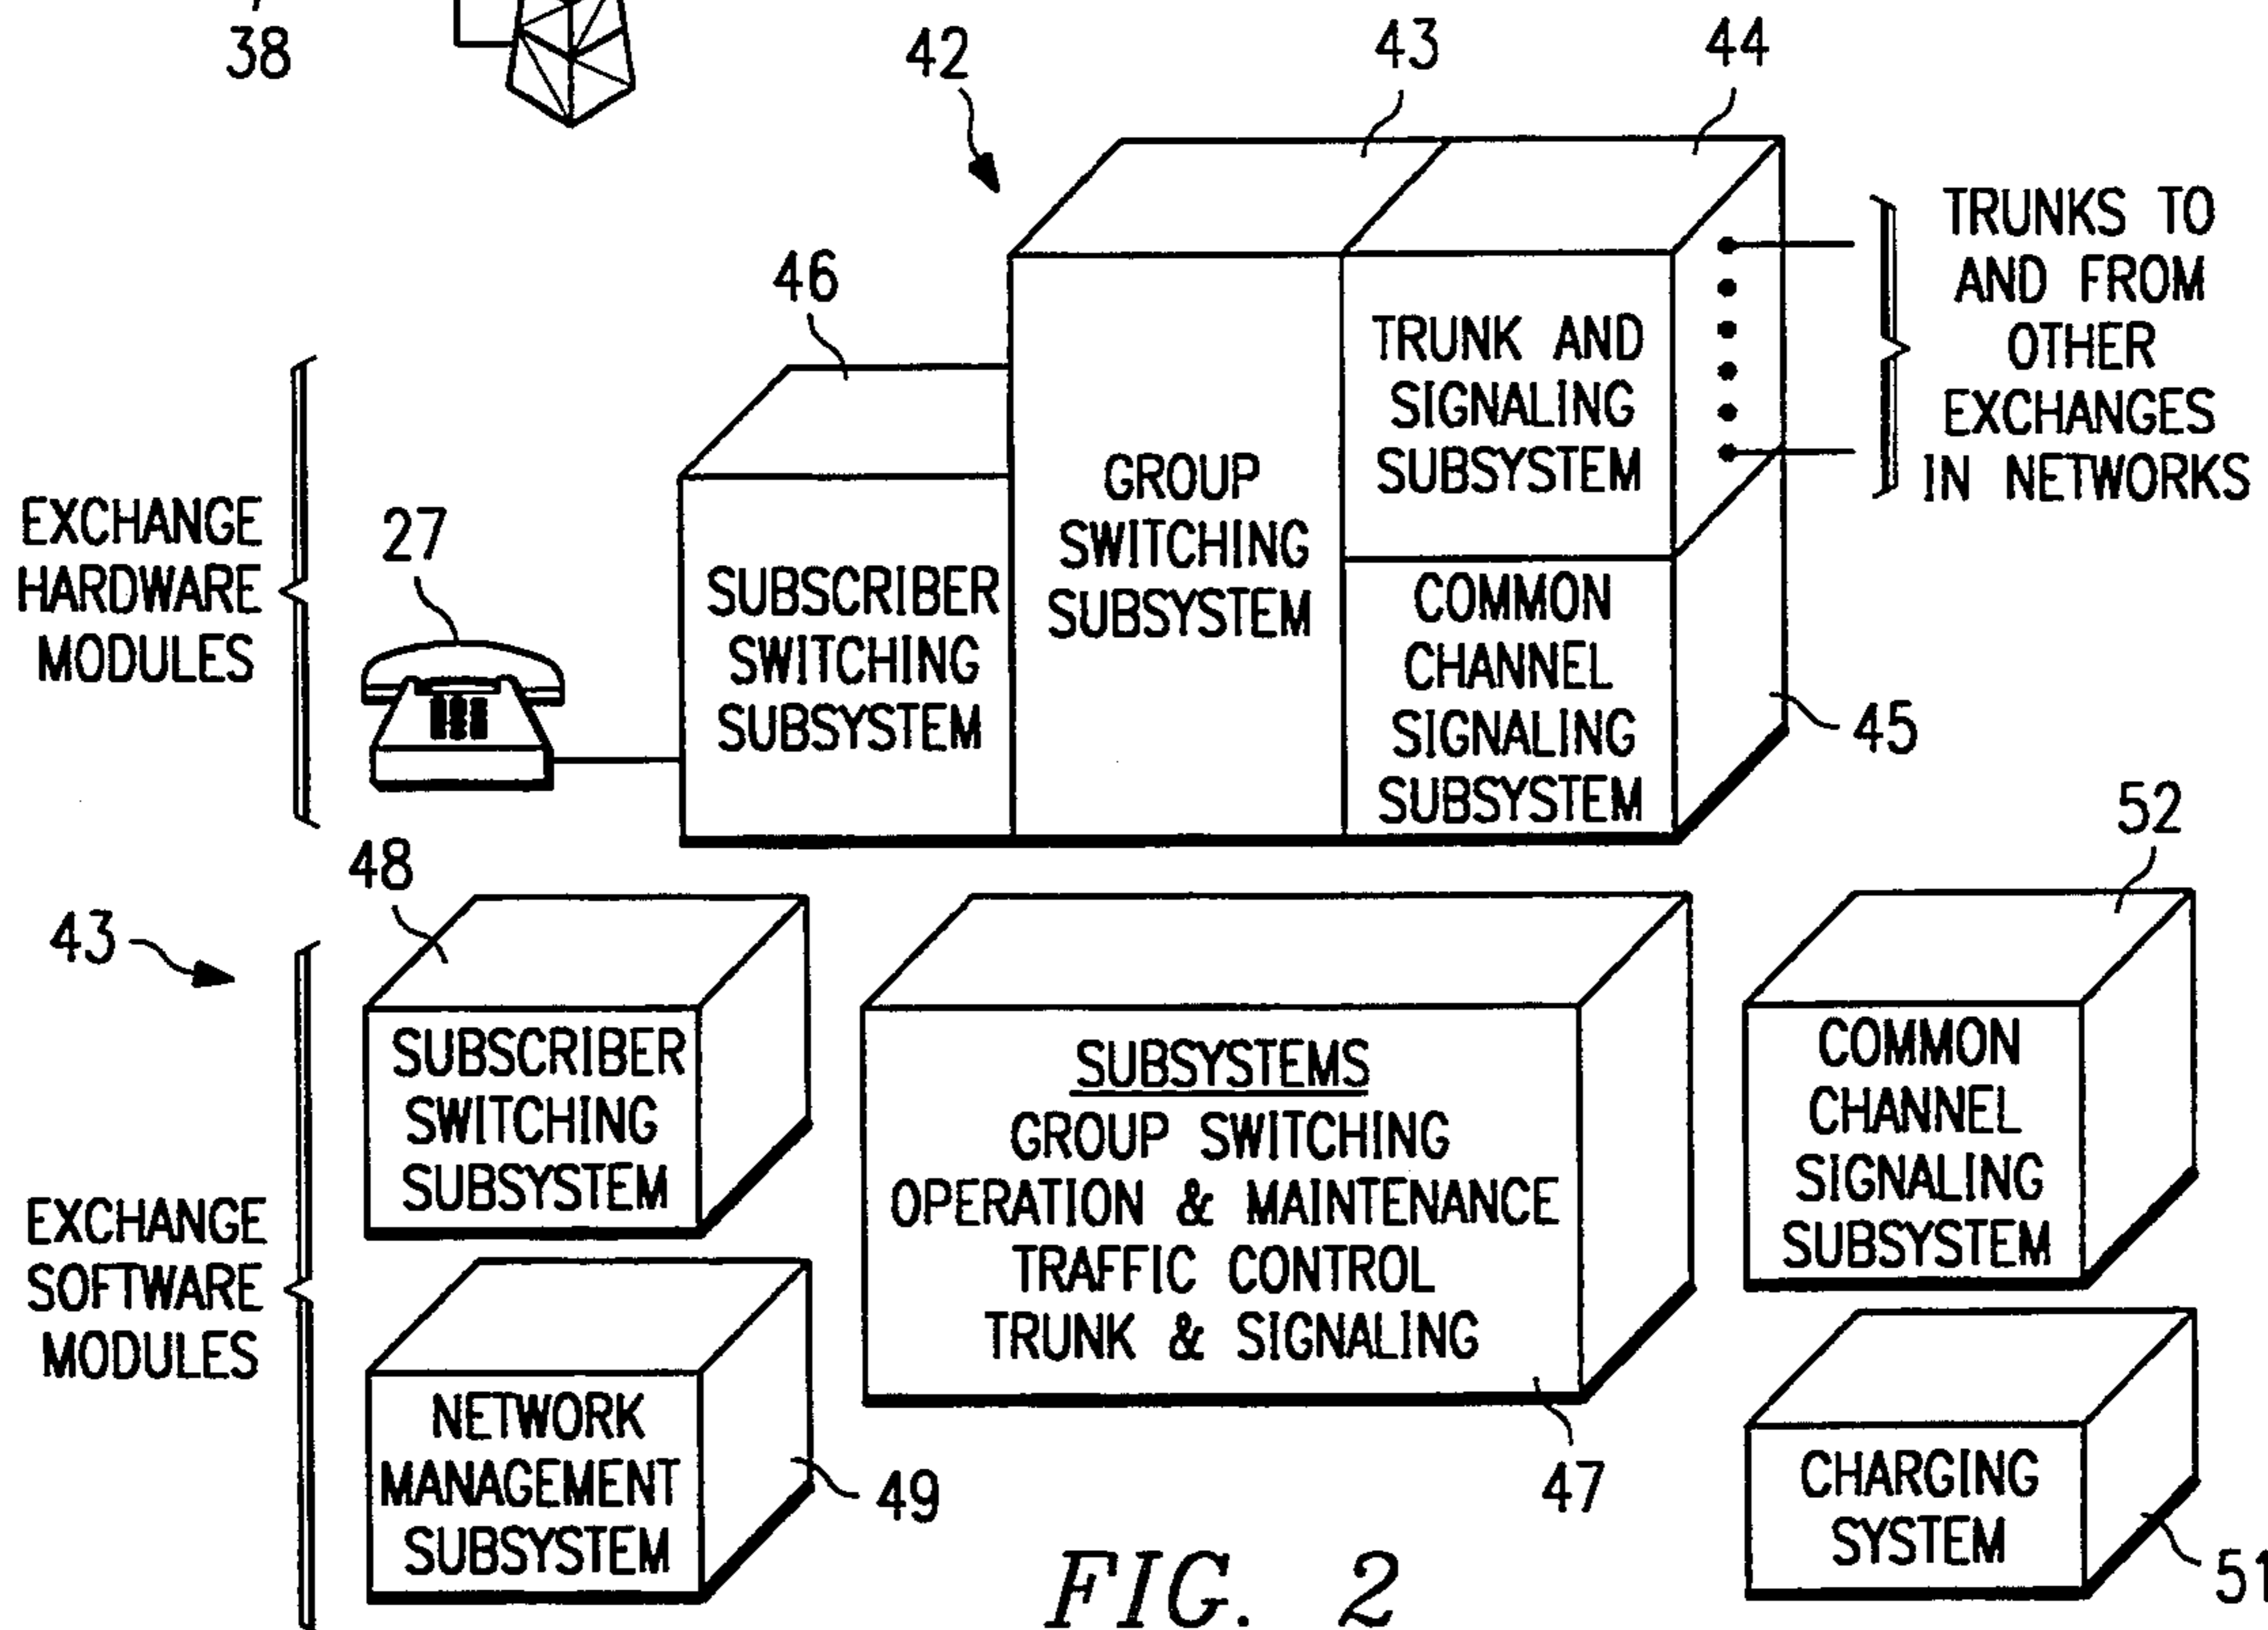 38
42
43
44
46
27
EXCHANGE
HARDWARE
MODULES
SUBSCRIBER
SWITCHING
SUBSYSTEM
GROUP
SWITCHING
SUBSYSTEM
TRUNK AND
SIGNALING
SUBSYSTEM
COMMON
CHANNEL
SIGNALING
SUBSYSTEM
TRUNKS TO
AND FROM
OTHER
EXCHANGES
IN NETWORKS
45
43
EXCHANGE
SOFTWARE
MODULES
48
SUBSCRIBER
SWITCHING
SUBSYSTEM
NETWORK
MANAGEMENT
SUBSYSTEM
49
SUBSYSTEMS
GROUP SWITCHING
OPERATION & MAINTENANCE
TRAFFIC CONTROL
TRUNK & SIGNALING
47
52
COMMON
CHANNEL
SIGNALING
SUBSYSTEM
CHARGING
SYSTEM
51
FIG. 2